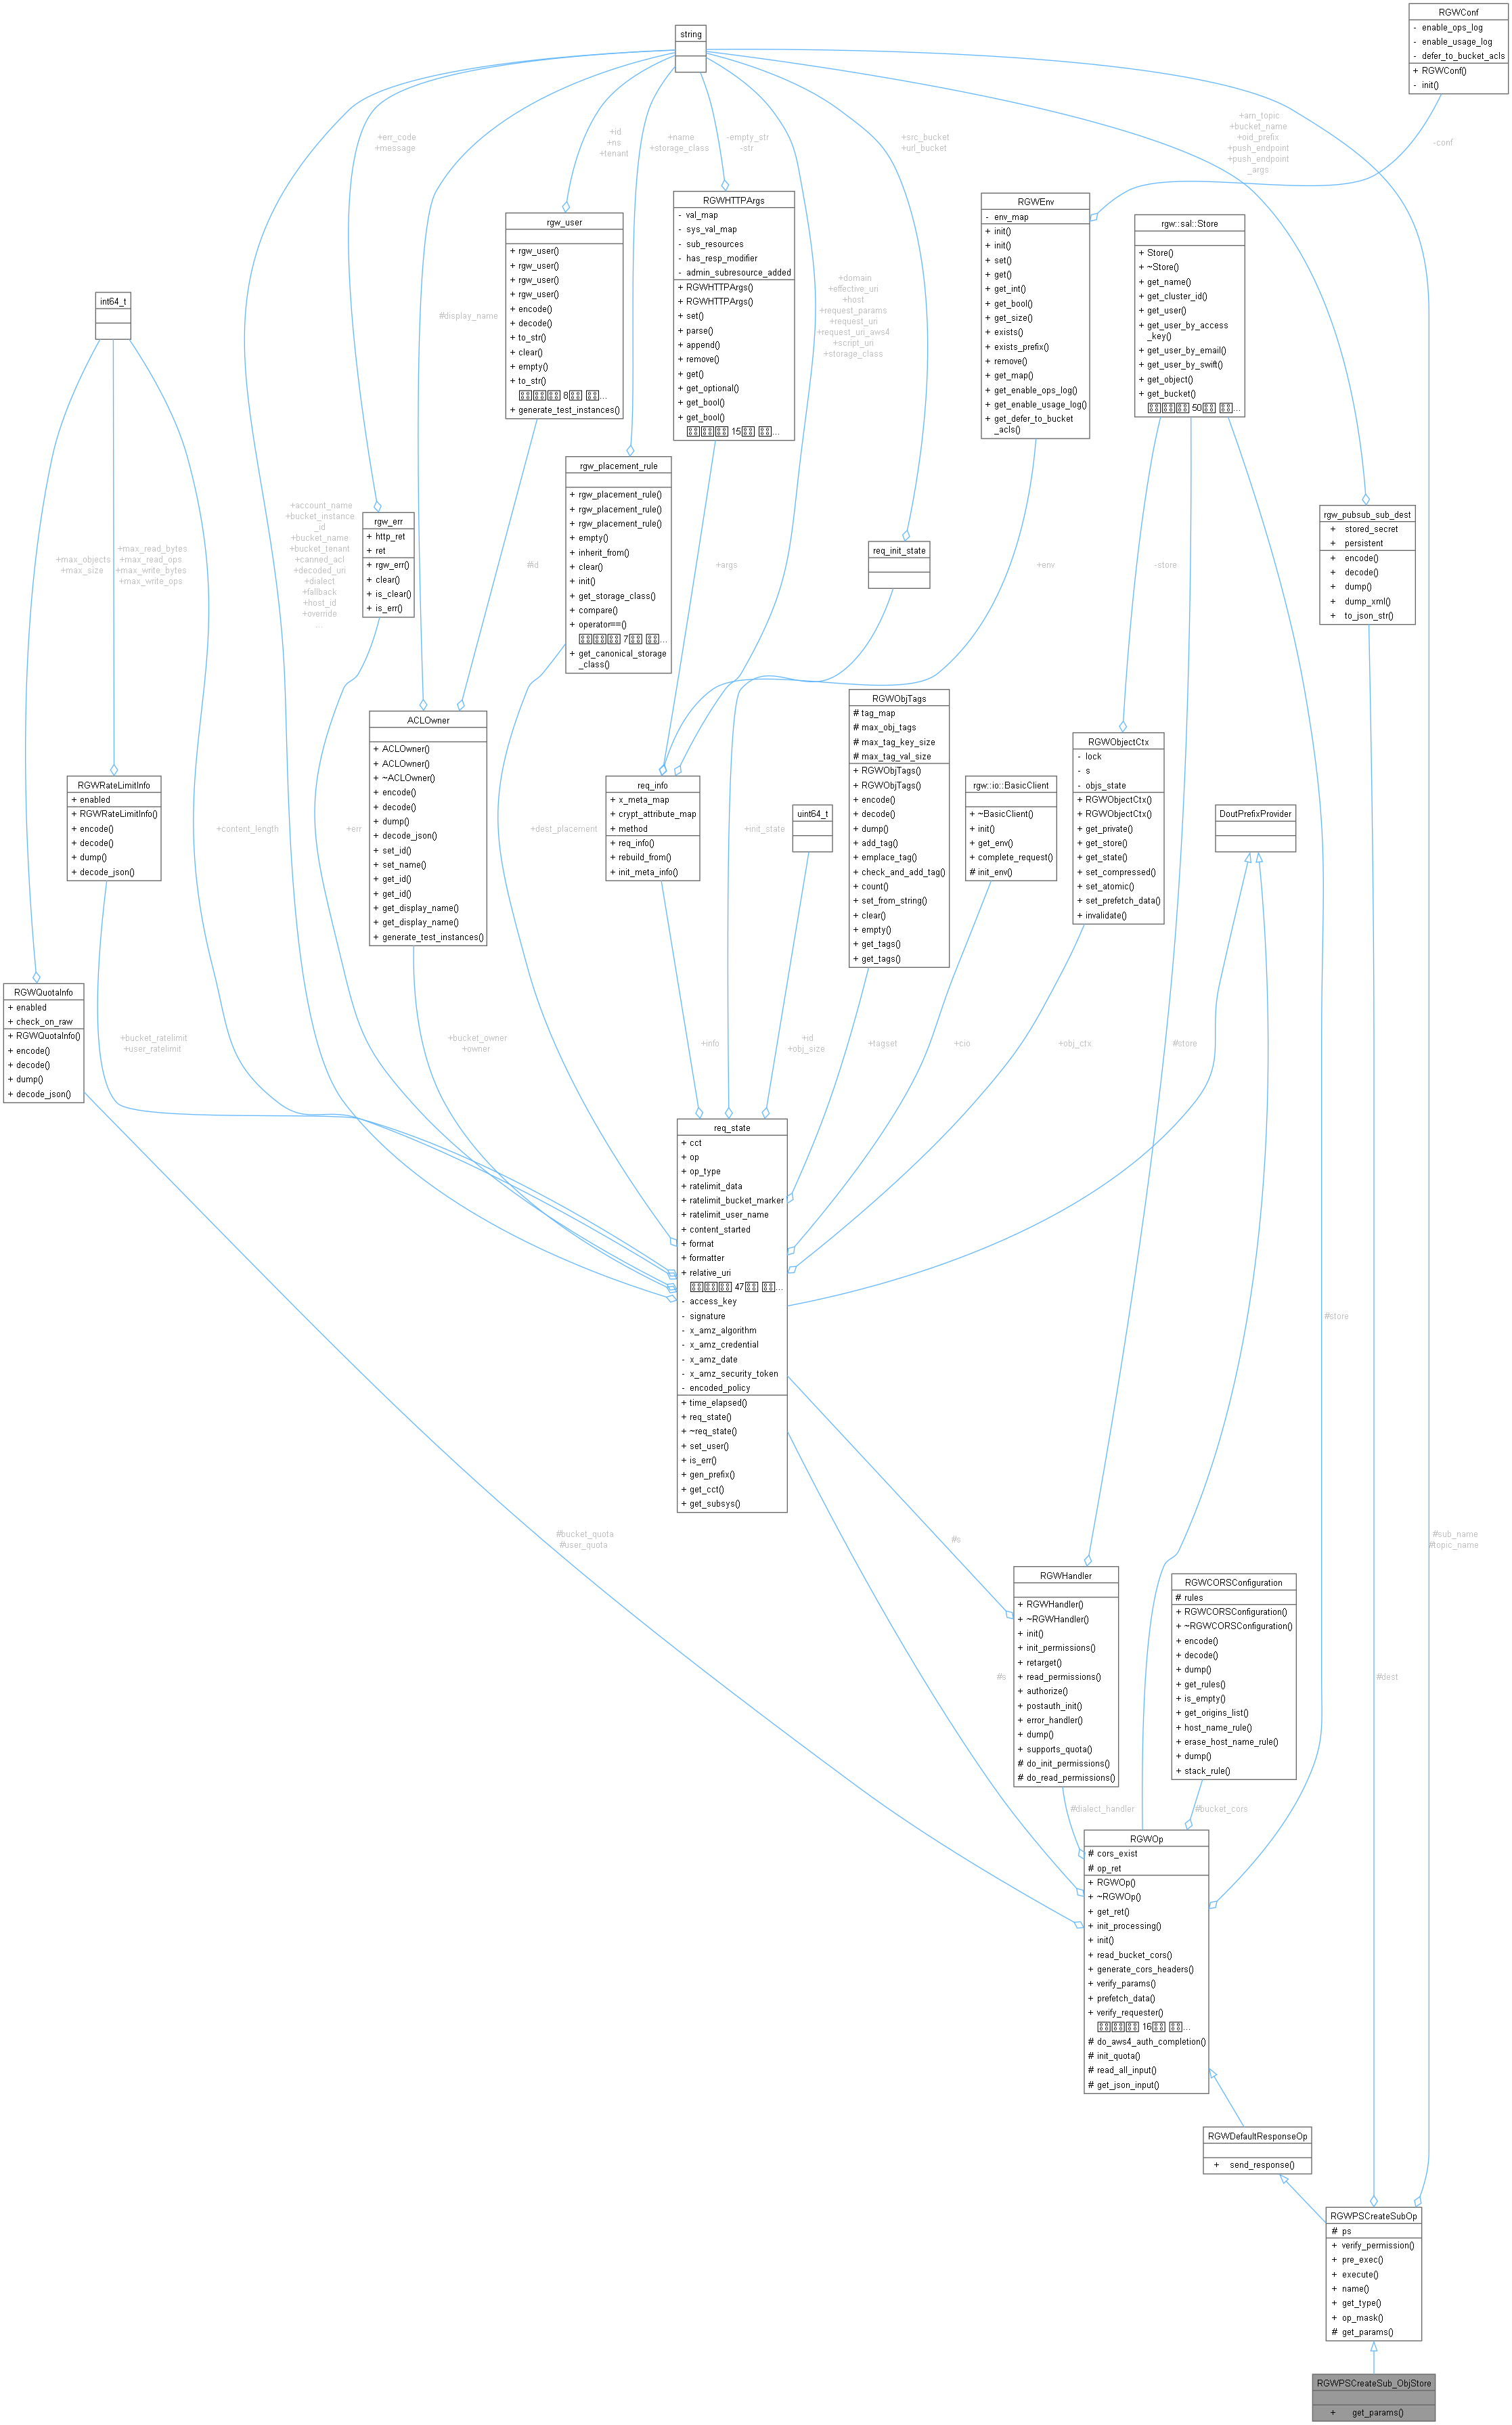 RGWConf
- enable_ops_log
- enable_usage_log
- defer_to_bucket_acls
+ RGWConf()
- init()
string
+am_topic
+bucket_name
+oid_prefix
+push_endpoint
+push_endpoint
_args
-conf
+err_code
+message
+id
+ns
+tenant
+name
+storage_class
-empty_str
-str
+src_bucket
+url_bucket
RGWHTTPArgs
- val_map
- sys_val_map
- sub_resources
- has_resp_modifier
- admin_subresource_added
+ RGWHTTPArgs()
+ RGWHTTPArgs()
+ set()
+ parse()
+ append()
+ remove()
+ get()
+ get_optional()
+ get_bool()
+ get_bool()
15 ...
RGWEnv
- env_map
+ init()
+ init()
+ set()
+ get()
+ get_int()
+ get_bool()
+ get_size()
+ exists()
+ exists_prefix()
+ remove()
+ get_map()
+ get_enable_ops_log()
+ get_enable_usage_log()
+ get_defer_to_bucket
_acls()
rgw::sal::Store
+ Store()
+ ~Store()
+ get_name()
+ get_cluster_id()
+ get_user()
+ get_user_by_access
_key()
+ get_user_by_email()
+ get_user_by_swift()
+ get_object()
+ get_bucket()
50 ...
rgw_user
+ rgw_user()
+ rgw_user()
+ rgw_user()
+ rgw_user()
+ encode()
+ decode()
+ to_str()
+ clear()
+ empty()
+ to_str()
8 ...
+ generate_test_instances()
int64_t
#display_name
+domain
+effective_uri
+host
+request_params
+request_uri
+request_uri_aws4
+script_uri
+storage_class
rgw_placement_rule
+ rgw_placement_rule()
+ rgw_placement_rule()
+ rgw_placement_rule()
+ empty()
+ inherit_from()
+ clear()
+ init()
+ get_storage_class()
+ compare()
+ operator==()
7 ...
+ get_canonical_storage
_class()
rgw_err
+ http_ret
+ ret
+ rgw_err()
+ clear()
+ is_clear()
+ is_err()
req_init_state
rgw_pubsub_sub_dest
+ stored_secret
+ persistent
+ encode()
+ decode()
+ dump()
+ dump_xml()
+ to_json_str()
+max_objects
+max_size
+max_read_bytes
+max_read_ops
+max_write_bytes
+max_write_ops
+account_name
+bucket_instance
_id
+bucket_name
+bucket_tenant
+canned_acl
+decoded_uri
+dialect
+fallback
+host_id
+override
...
#id
+args
+env
-store
ACLOwner
+ ACLOwner()
+ ACLOwner()
+ ~ACLOwner()
+ encode()
+ decode()
+ dump()
+ decode_json()
+ set_id()
+ set_name()
+ get_id()
+ get_id()
+ get_display_name()
+ get_display_name()
+ generate_test_instances()
RGWObjTags
# tag_map
# max_obj_tags
# max_tag_key_size
# max_tag_val_size
+ RGWObjTags()
+ RGWObjTags()
+ encode()
+ decode()
+ dump()
+ add_tag()
+ emplace_tag()
+ check_and_add_tag()
+ count()
+ set_from_string()
+ clear()
+ empty()
+ get_tags()
+ get_tags()
RGWObjectCtx
- lock
- s
- objs_state
+ RGWObjectCtx()
+ RGWObjectCtx()
+ get_private()
+ get_store()
+ get_state()
+ set_compressed()
+ set_atomic()
+ set_prefetch_data()
+ invalidate()
RGWRateLimitInfo
+ enabled
+ RGWRateLimitInfo()
+ encode()
+ decode()
+ dump()
+ decode_json()
req_info
+ x_meta_map
+ crypt_attribute_map
+ method
+ req_info()
+ rebuild_from()
+ init_meta_info()
rgw::io::BasicClient
+ ~BasicClient()
+ init()
+ get_env()
+ complete_request()
# init_env()
uint64_t
DoutPrefixProvider
+content_length
+err
+dest_placement
+init_state
RGWQuotaInfo
+ enabled
+ check_on_raw
+ RGWQuotaInfo()
+ encode()
+ decode()
+ dump()
+ decode_json()
+bucket_ratelimit
+user_ratelimit
+bucket_owner
+owner
+info
+id
+obj_size
+tagset
+cio
+obj_ctx
#store
req_state
+ cct
+ op
+ op_type
+ ratelimit_data
+ ratelimit_bucket_marker
+ ratelimit_user_name
+ content_started
+ format
+ formatter
+ relative_uri
47 ...
- access_key
- signature
- x_amz_algorithm
- x_amz_credential
- x_amz_date
- x_amz_security_token
- encoded_policy
+ time_elapsed()
+ req_state()
+ ~req_state()
+ set_user()
+ is_err()
+ gen_prefix()
+ get_cct()
+ get_subsys()
#store
#bucket_quota
#user_quota
#s
#sub_name
#topic_name
RGWHandler
+ RGWHandler()
+ ~RGWHandler()
+ init()
+ init_permissions()
+ retarget()
+ read_permissions()
+ authorize()
+ postauth_init()
+ error_handler()
+ dump()
+ supports_quota()
# do_init_permissions()
# do_read_permissions()
RGWCORSConfiguration
# rules
+ RGWCORSConfiguration()
+ ~RGWCORSConfiguration()
+ encode()
+ decode()
+ dump()
+ get_rules()
+ is_empty()
+ get_origins_list()
+ host_name_rule()
+ erase_host_name_rule()
+ dump()
+ stack_rule()
#s
#dest
#dialect_handler
#bucket_cors
RGWOp
# cors_exist
# op_ret
+ RGWOp()
+ ~RGWOp()
+ get_ret()
+ init_processing()
+ init()
+ read_bucket_cors()
+ generate_cors_headers()
+ verify_params()
+ prefetch_data()
+ verify_requester()
16 ...
# do_aws4_auth_completion()
# init_quota()
# read_all_input()
# get_json_input()
RGWDefaultResponseOp
+ send_response()
RGWPSCreateSubOp
# ps
+ verify_permission()
+ pre_exec()
+ execute()
+ name()
+ get_type()
+ op_mask()
# get_params()
RGWPSCreateSub_ObjStore
+ get_params()